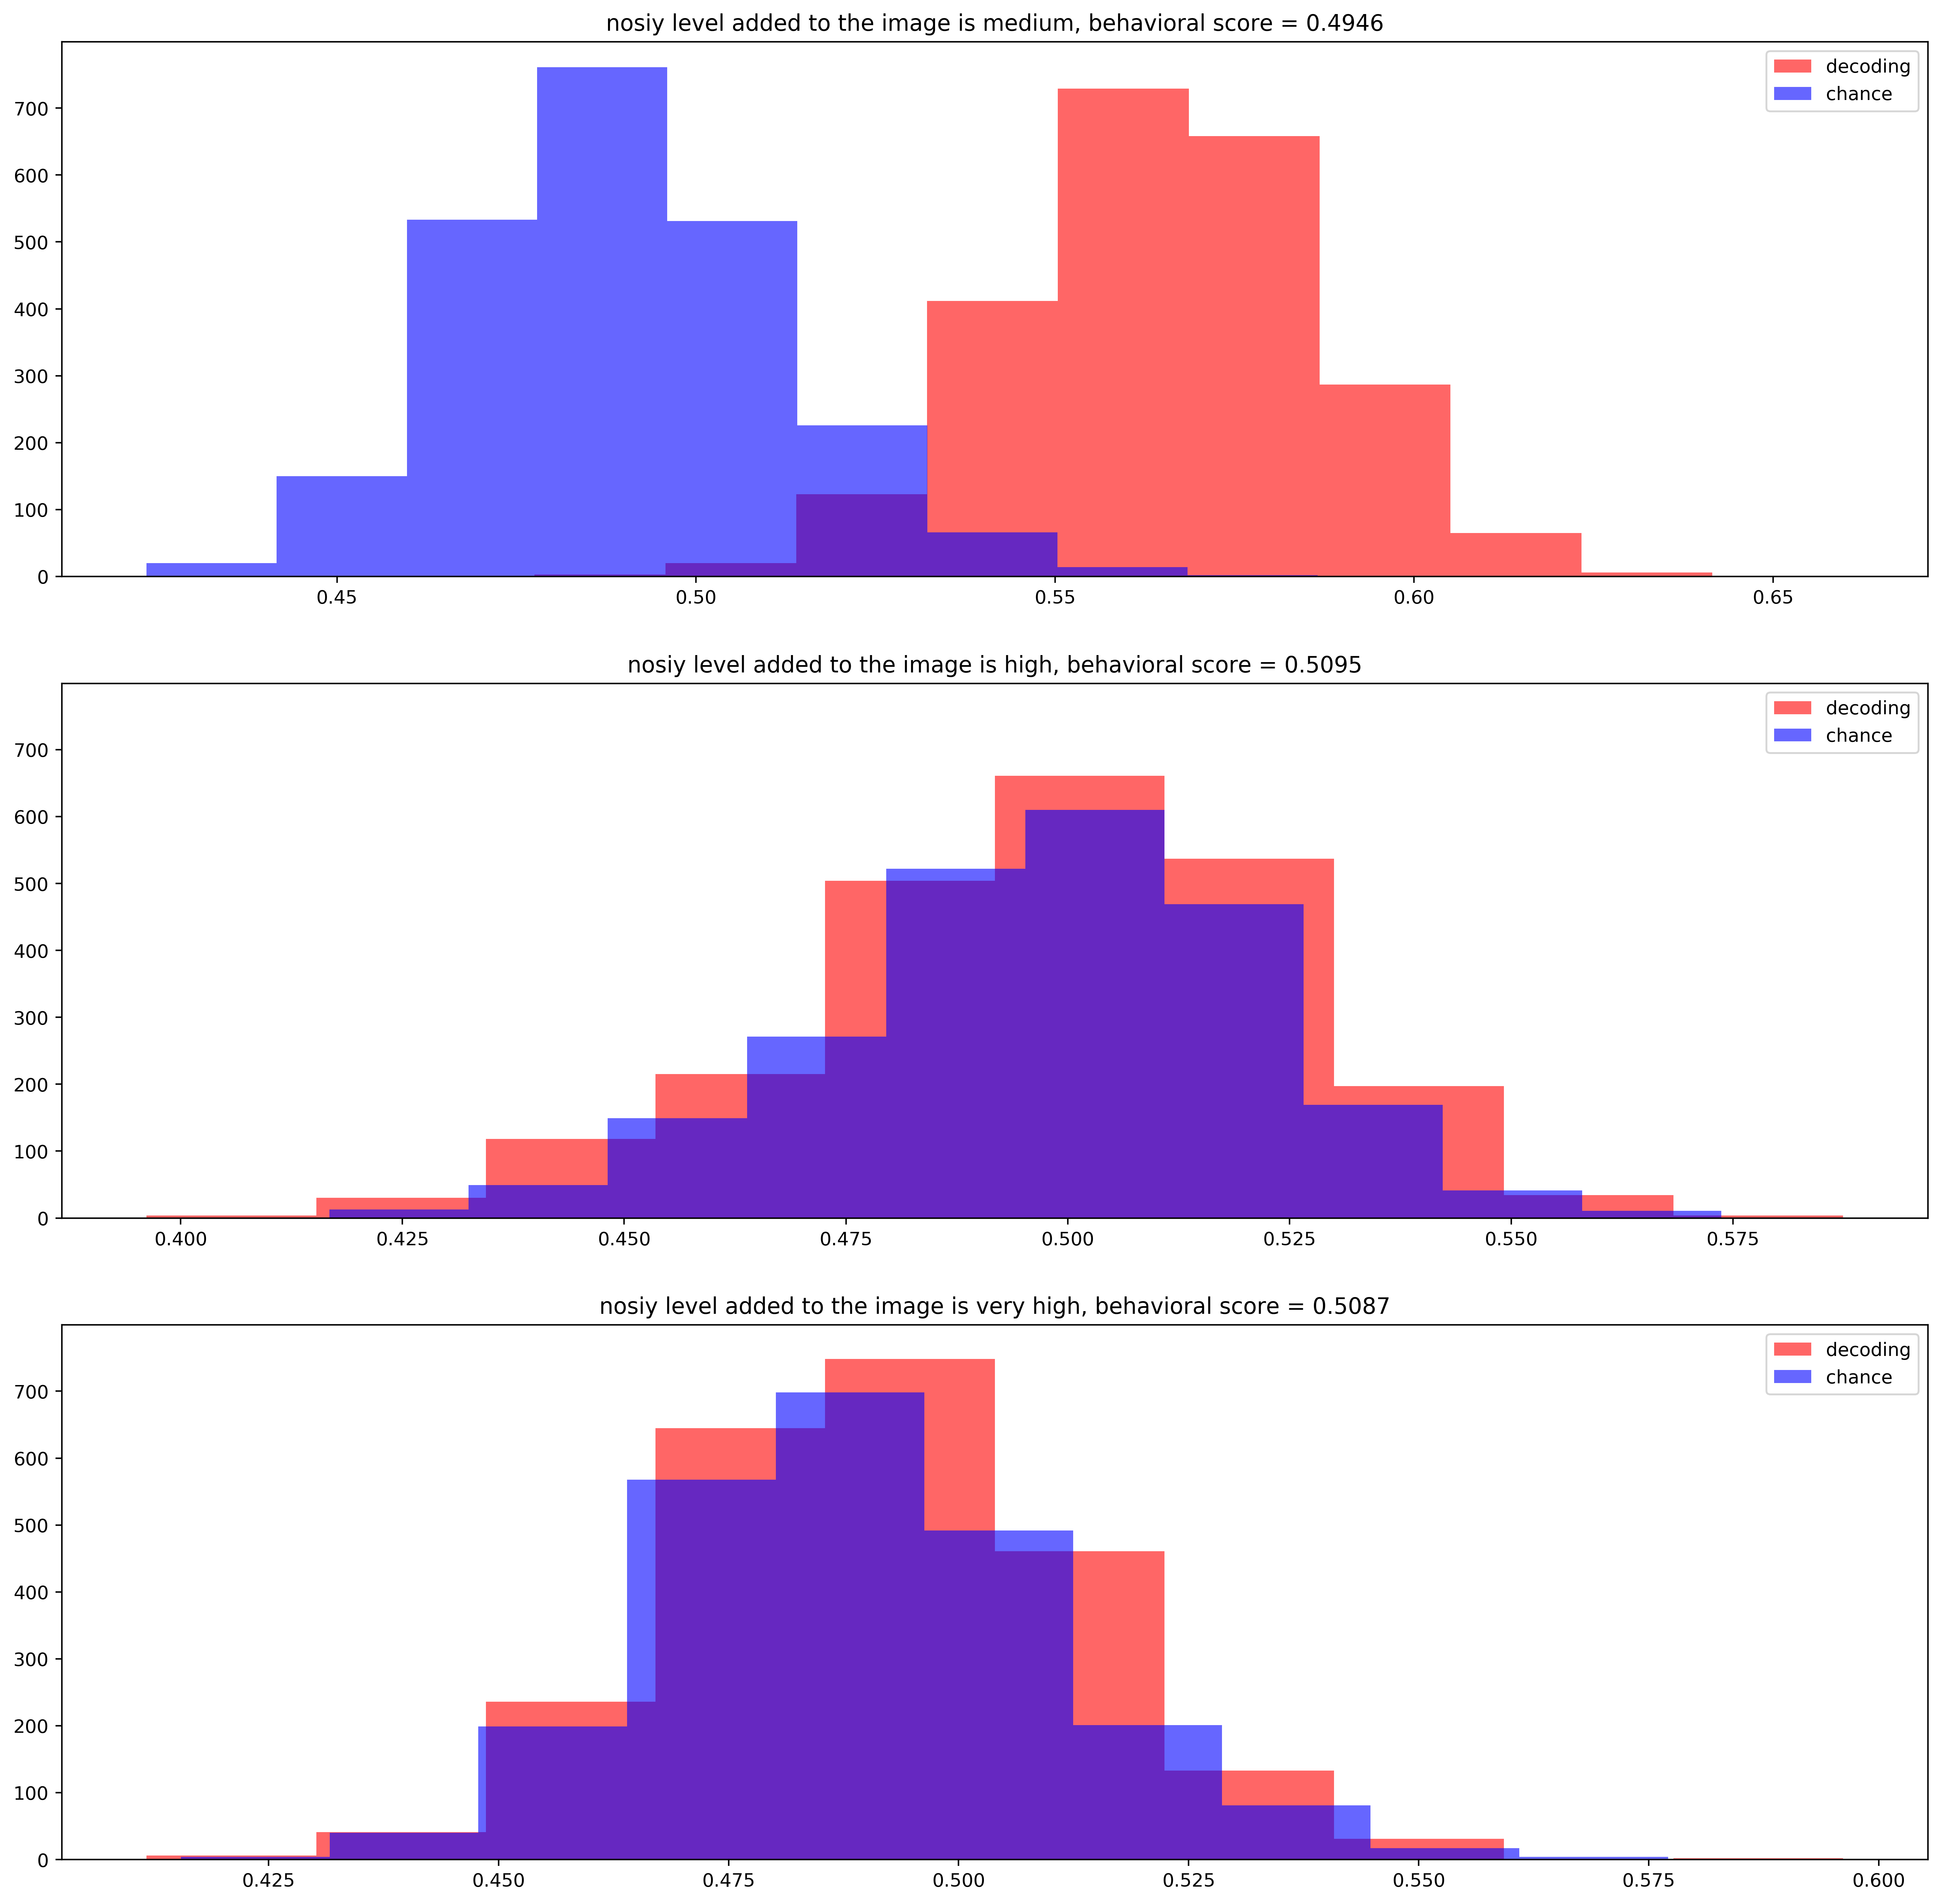 nosiy level added to the image is medium, behavioral score = 0.4946
decoding
chance
700
600
500
400
300
200
100
0
0.45 0.50 0.55 0.60 0.65
nosiy level added to the image is high, behavioral score = 0.5095
decoding
chance
700
600
500
400
300
200
100
0
0.400 0.425 0.450 0.475 0.500 0.525 0.550 0.575
nosiy level added to the image is very high, behavioral score = 0.5087
decoding
chance
700
600
500
400
300
200
100
0
0.425 0.450 0.475 0.500 0.525 0.550 0.575 0.600